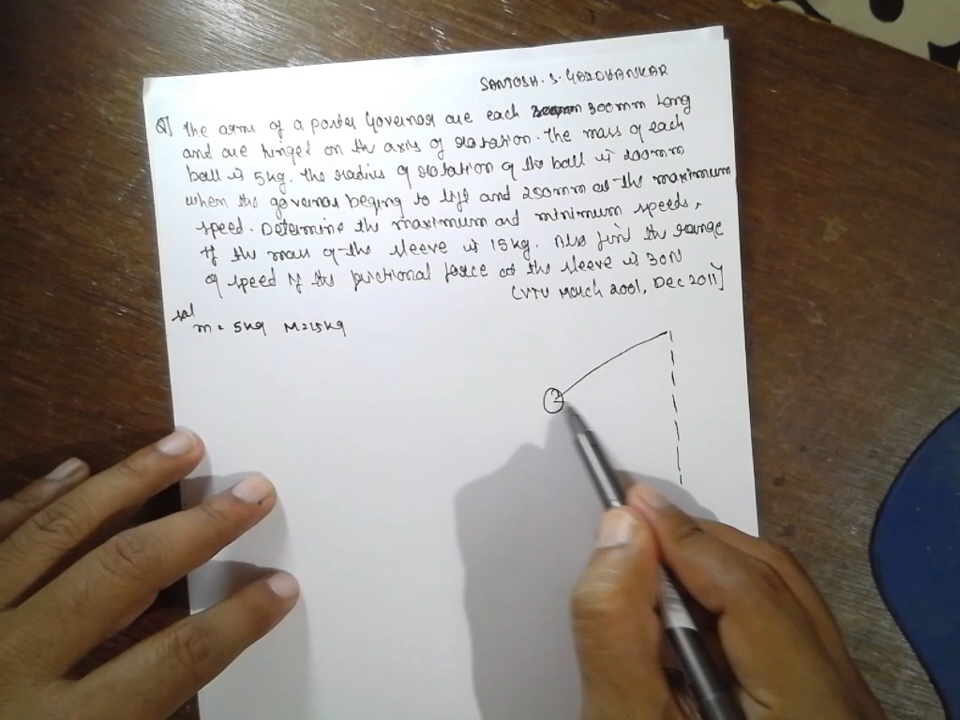 SANTOSH. S. GADDHANKAR
Q] The arms of a porter Governor are each 300mm long
and are hinged on the axis of rotation. The mass of each
ball is 5kg. The radius of rotation of the ball is 200mm
when the governor begins to lift and 250mm at the maximum
speed. Determine the maximum and minimum speeds,
if the mass of the sleeve is 15kg. Also find the range
of speed if the frictional force at the sleeve is 30N
[VTU March 2001, Dec 2011]
sol
m = 5kg M=15kg